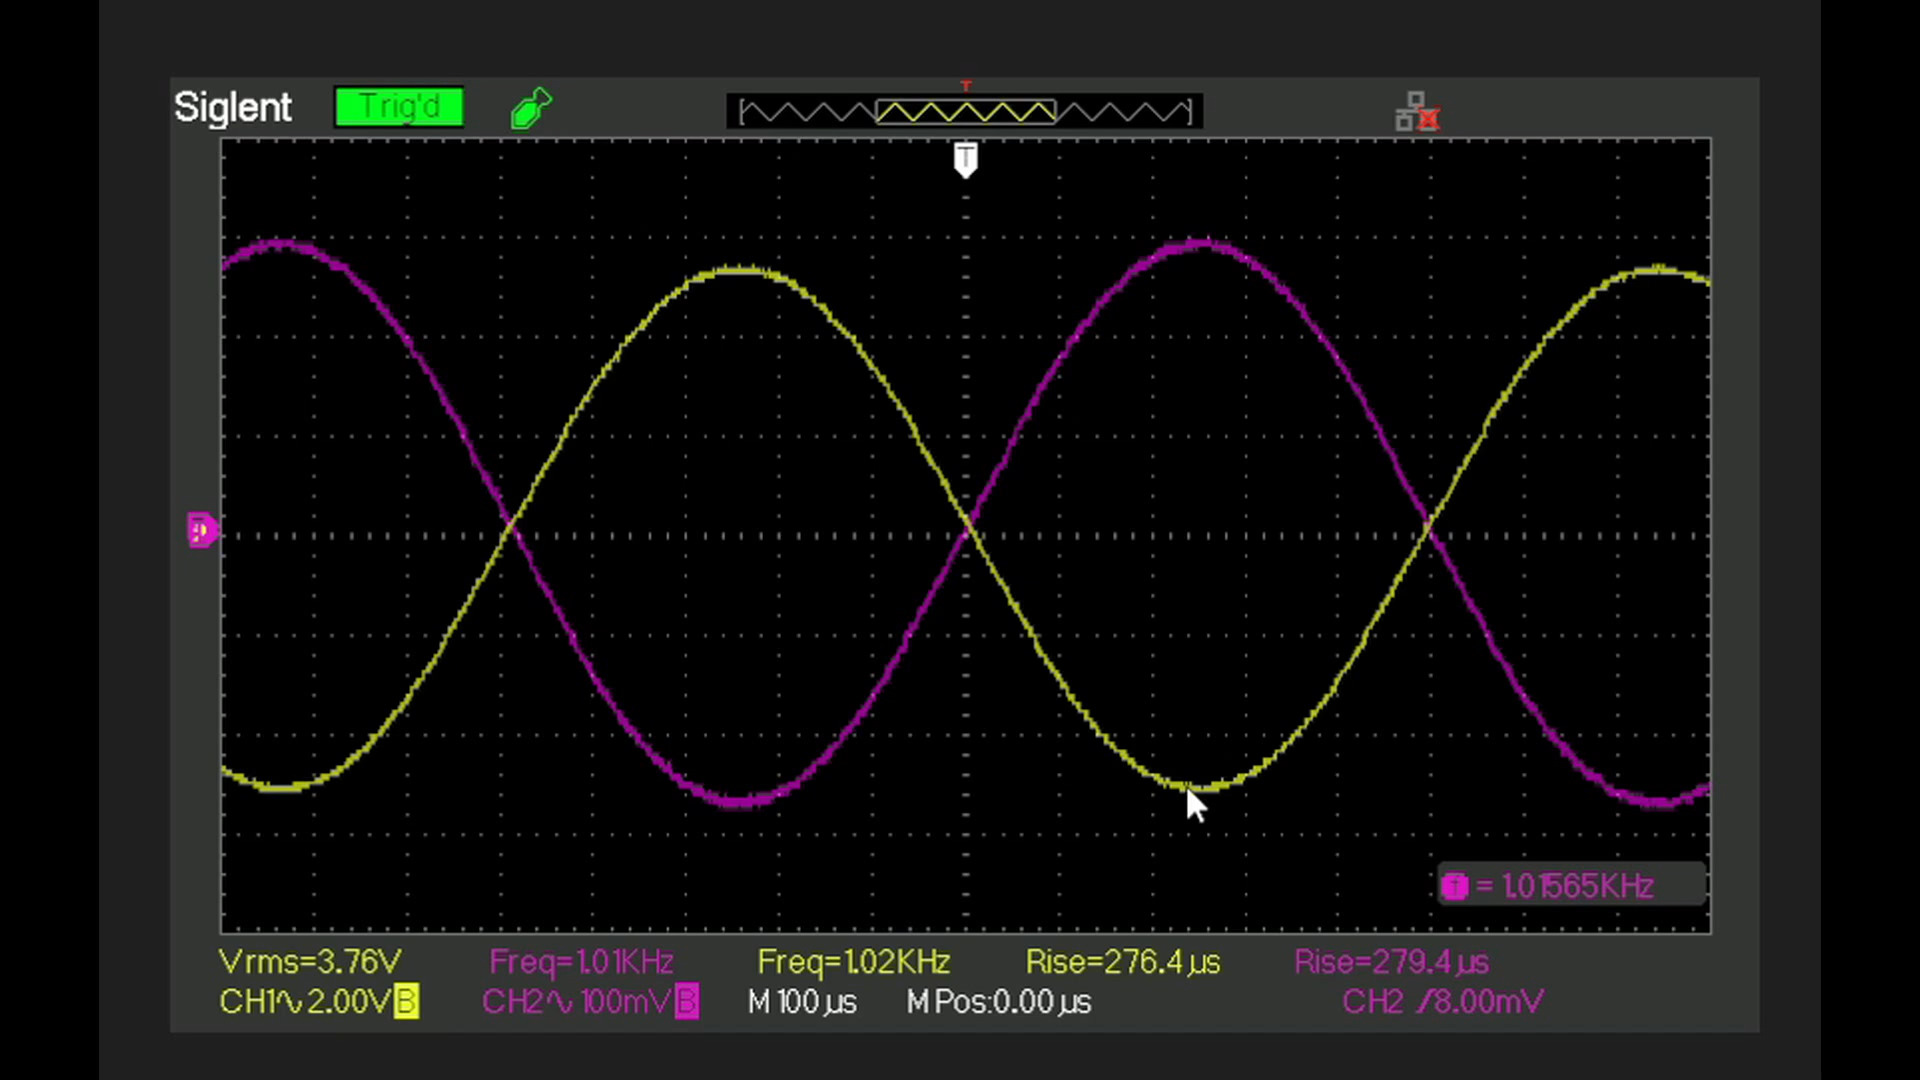 Siglent Trig'd T
T
= 1.01565KHz
Vrms=3.76V Freq=1.01KHz Freq=1.02KHz Rise=276.4µs Rise=279.4µs
CH1∿ 2.00V B CH2∿ 100mV B M 100µs M Pos:0.00µs CH2 /8.00mV